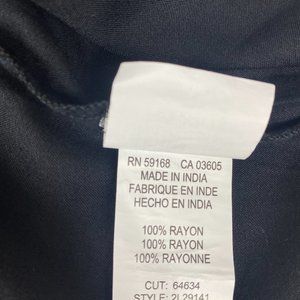 RN 59168 CA 03605
MADE IN INDIA
FABRIQUE EN INDE
HECHO EN INDIA
100% RAYON
100% RAYON
100% RAYONNE
CUT: 64634
STYLE: 2L29141